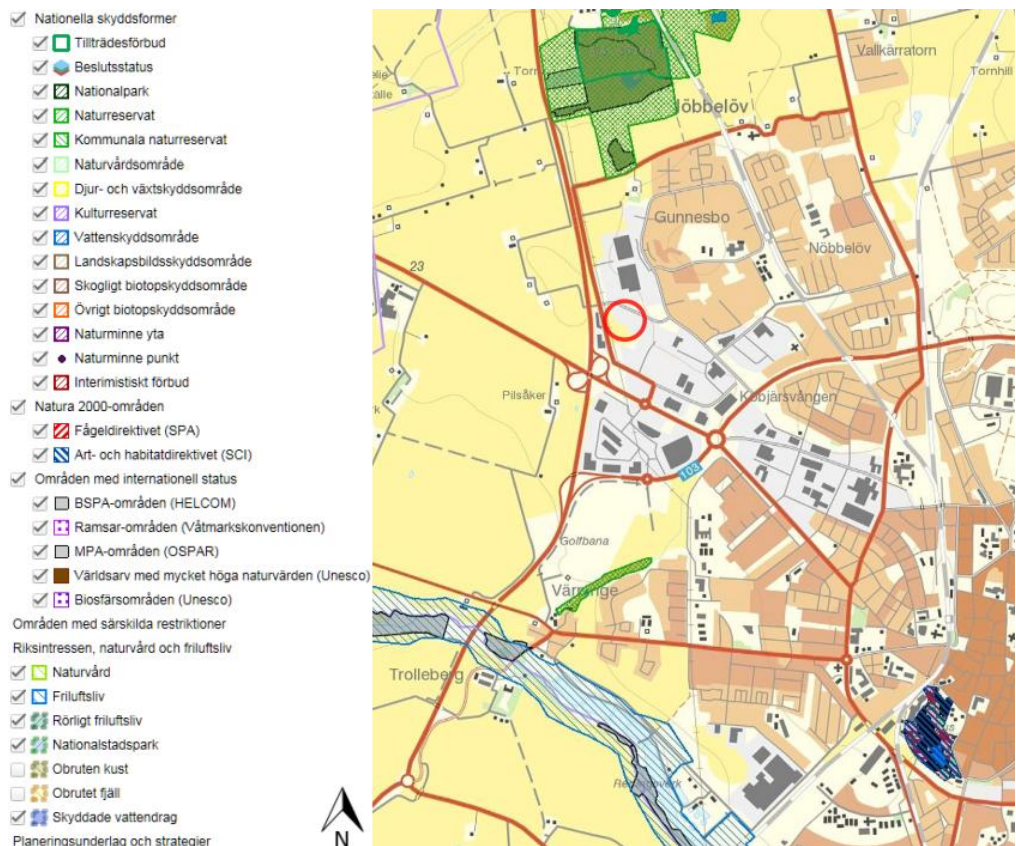 Nationella skyddsformer
Tillträdesförbud
Beslutsstatus
Nationalpark
Naturreservat
Kommunala naturreservat
Naturvårdsområde
Djur- och växtskyddsområde
Kulturreservat
Vattenskyddsområde
Landskapsbildsskyddsområde
Skogligt biotopskyddsområde
Övrigt biotopskyddsområde
Naturminne yta
Naturminne punkt
Interimistiskt förbud
Natura 2000-områden
Fågeldirektivet (SPA)
Art- och habitatdirektivet (SCI)
Områden med internationell status
BSPA-områden (HELCOM)
Ramsar-områden (Våtmarkskonventionen)
MPA-områden (OSPAR)
Världsarv med mycket höga naturvärden (Unesco)
Biosfärsområden (Unesco)
Områden med särskilda restriktioner
Riksintressen, naturvård och friluftsliv
Naturvård
Friluftsliv
Rörligt friluftsliv
Nationalstadspark
Obruten kust
Obrutet fjäll
Skyddade vattendrag
Planeringsunderlag och strategier
N
Vallkärratorn
Tornhill
Gunnesbo
Nöbbelöv
23
Pilsåker
103
Golfbana
Trolleberg